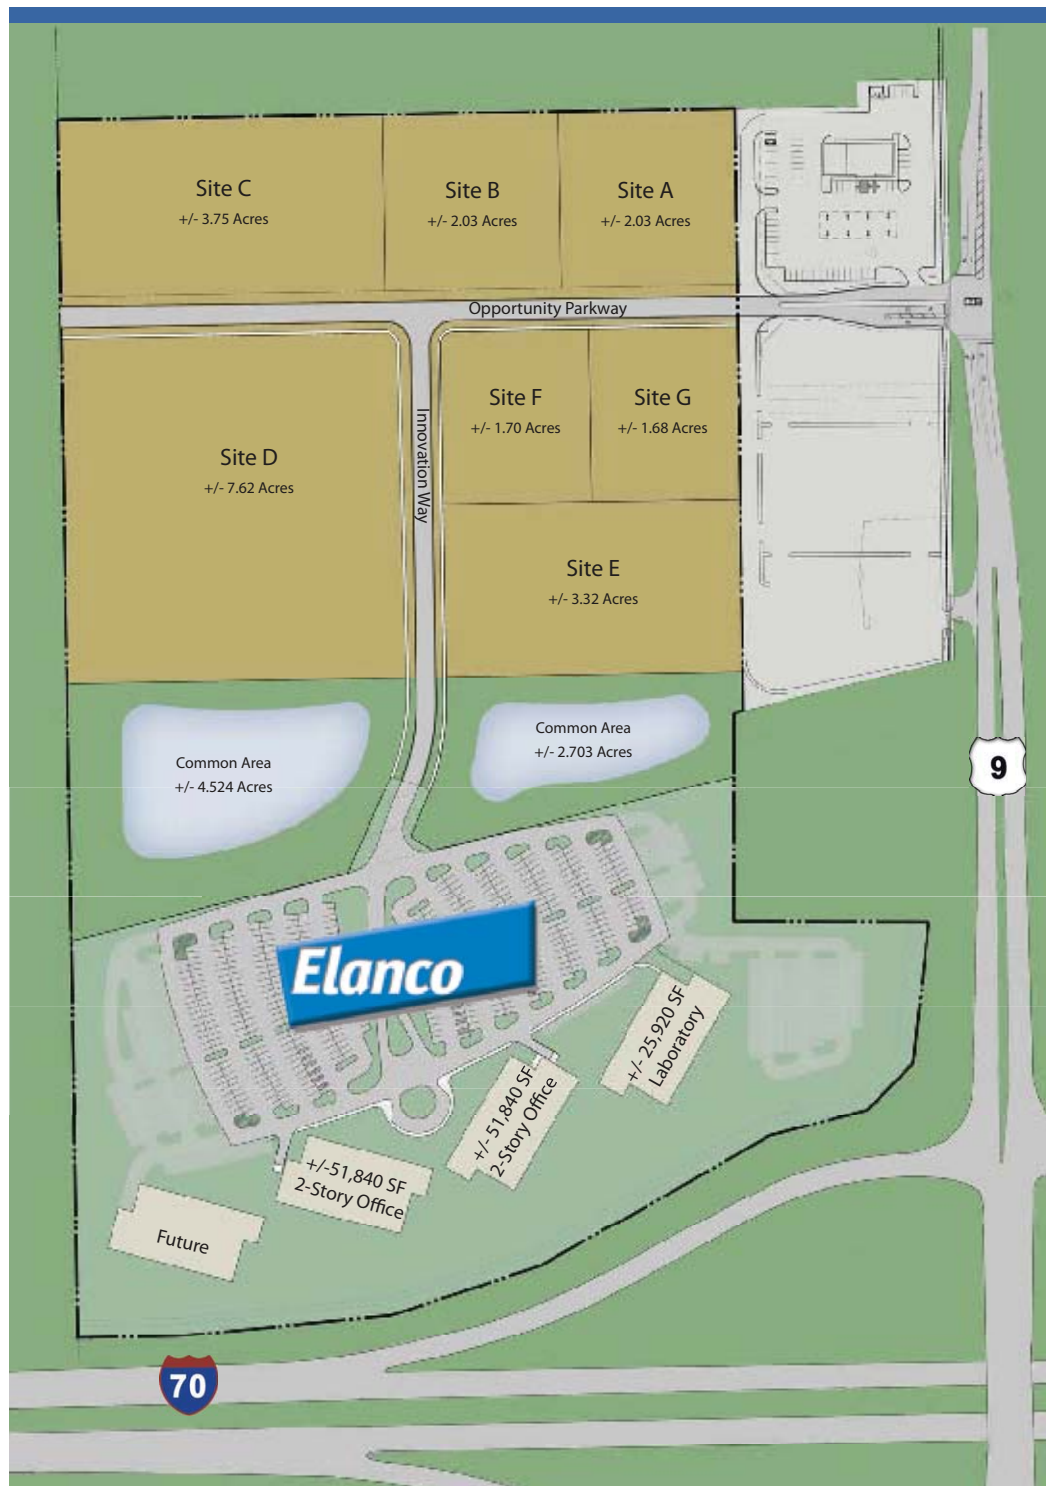 Site C
+/- 3.75 Acres
Site B
+/- 2.03 Acres
Site A
+/- 2.03 Acres
Opportunity Parkway
Innovation Way
Site D
+/- 7.62 Acres
Site F
+/- 1.70 Acres
Site G
+/- 1.68 Acres
Site E
+/- 3.32 Acres
Common Area
+/- 4.524 Acres
Common Area
+/- 2.703 Acres
9
Elanco
+/- 25,920 SF
Laboratory
+/- 51,840 SF
2-Story Office
+/-51,840 SF
2-Story Office
Future
70